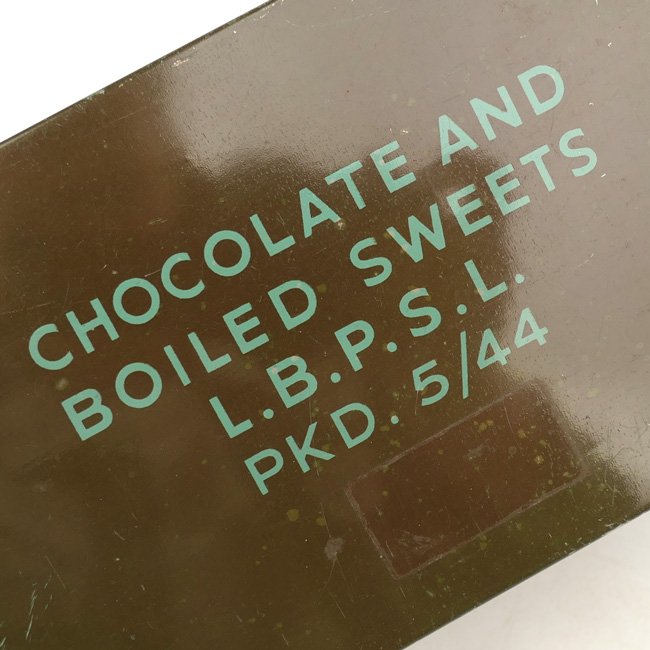 CHOCOLATE AND
BOILED SWEETS
L.B.P.S.L.
PKD. 5/44